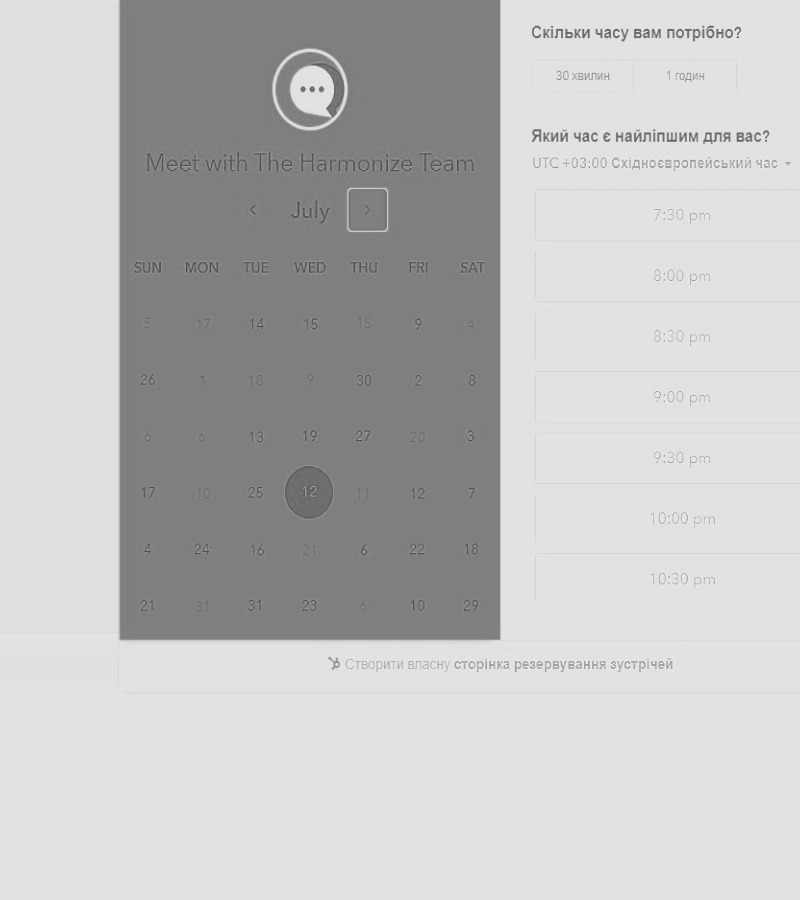 Meet with The Harmonize Team
July
SUN MON TUE WED THU FRI SAT
5 17 14 15 15 9 4
26 1 18 9 30 2 8
6 6 13 19 27 20 3
17 10 25 12 11 12 7
4 24 16 21 6 22 18
21 31 31 23 6 10 29
Скільки часу вам потрібно?
30 хвилин 1 годин
Який час є найліпшим для вас?
UTC +03:00 Східноєвропейський час
7:30 pm
8:00 pm
8:30 pm
9:00 pm
9:30 pm
10:00 pm
10:30 pm
Створити власну сторінка резервування зустрічей